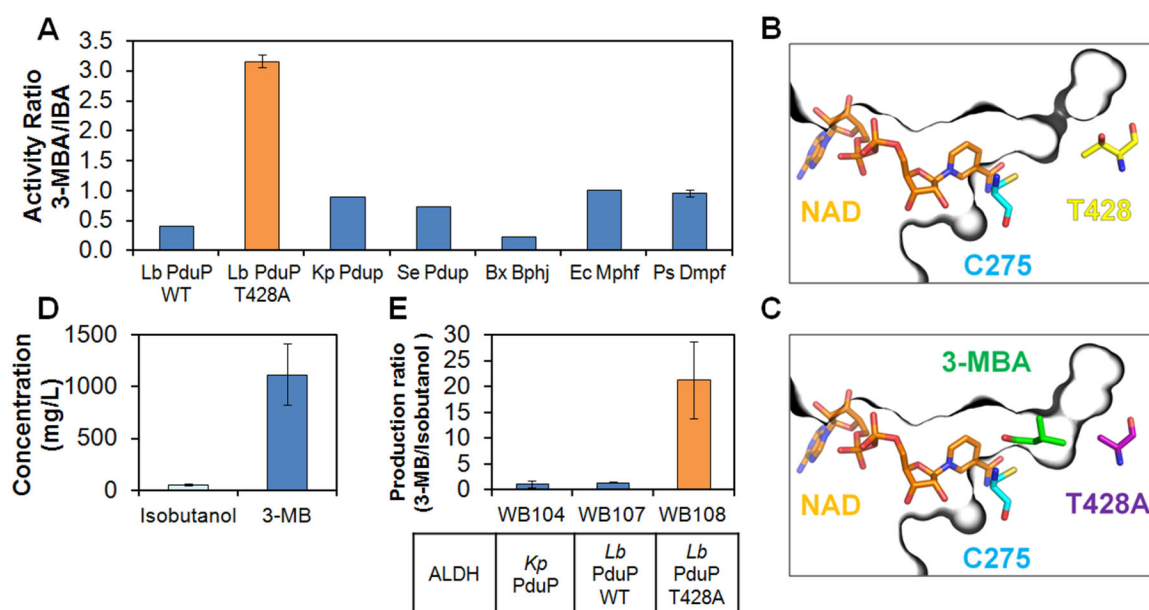 A
Activity Ratio
3-MBA/IBA
3.5
3.0
2.5
2.0
1.5
1.0
0.5
0.0
Lb PduP WT
Lb PduP T428A
Kp Pdup
Se Pdup
Bx Bphj
Ec Mphf
Ps Dmpf
B
NAD
T428
C275
C
3-MBA
NAD
T428A
C275
D
Concentration
(mg/L)
1500
1000
500
0
Isobutanol
3-MB
E
Production ratio
(3-MB/Isobutanol )
30
25
20
15
10
5
0
WB104
WB107
WB108
ALDH
Kp
PduP
Lb
PduP
WT
Lb
PduP
T428A